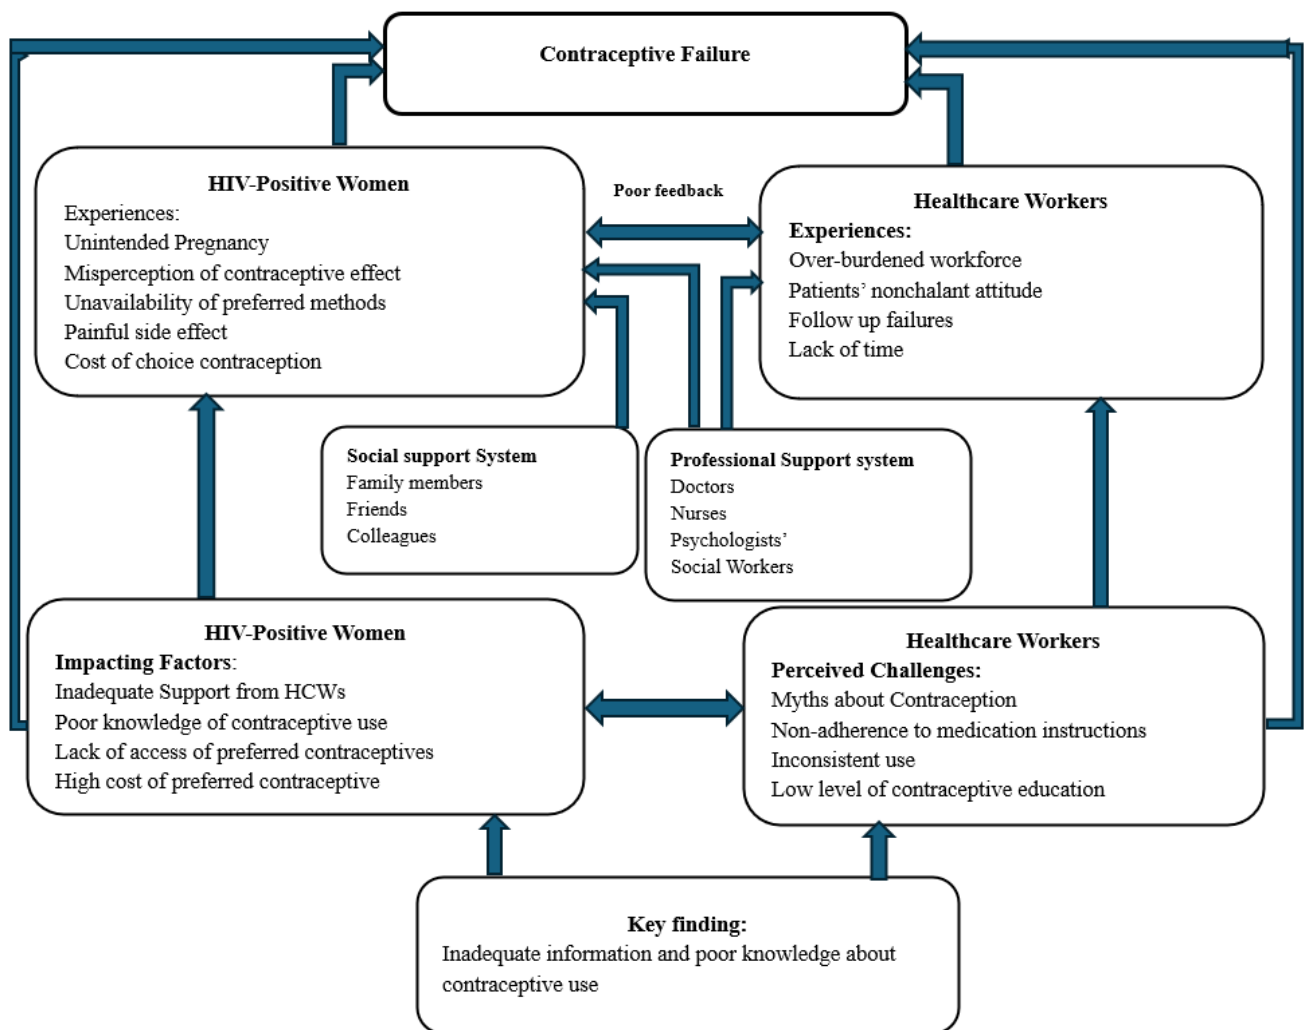 Contraceptive Failure
HIV-Positive Women
Experiences:
Unintended Pregnancy
Misperception of contraceptive effect
Unavailability of preferred methods
Painful side effect
Cost of choice contraception
Poor feedback
Healthcare Workers
Experiences:
Over-burdened workforce
Patients’ nonchalant attitude
Follow up failures
Lack of time
Social support System
Family members
Friends
Colleagues
Professional Support system
Doctors
Nurses
Psychologists’
Social Workers
HIV-Positive Women
Impacting Factors:
Inadequate Support from HCWs
Poor knowledge of contraceptive use
Lack of access of preferred contraceptives
High cost of preferred contraceptive
Healthcare Workers
Perceived Challenges:
Myths about Contraception
Non-adherence to medication instructions
Inconsistent use
Low level of contraceptive education
Key finding:
Inadequate information and poor knowledge about
contraceptive use